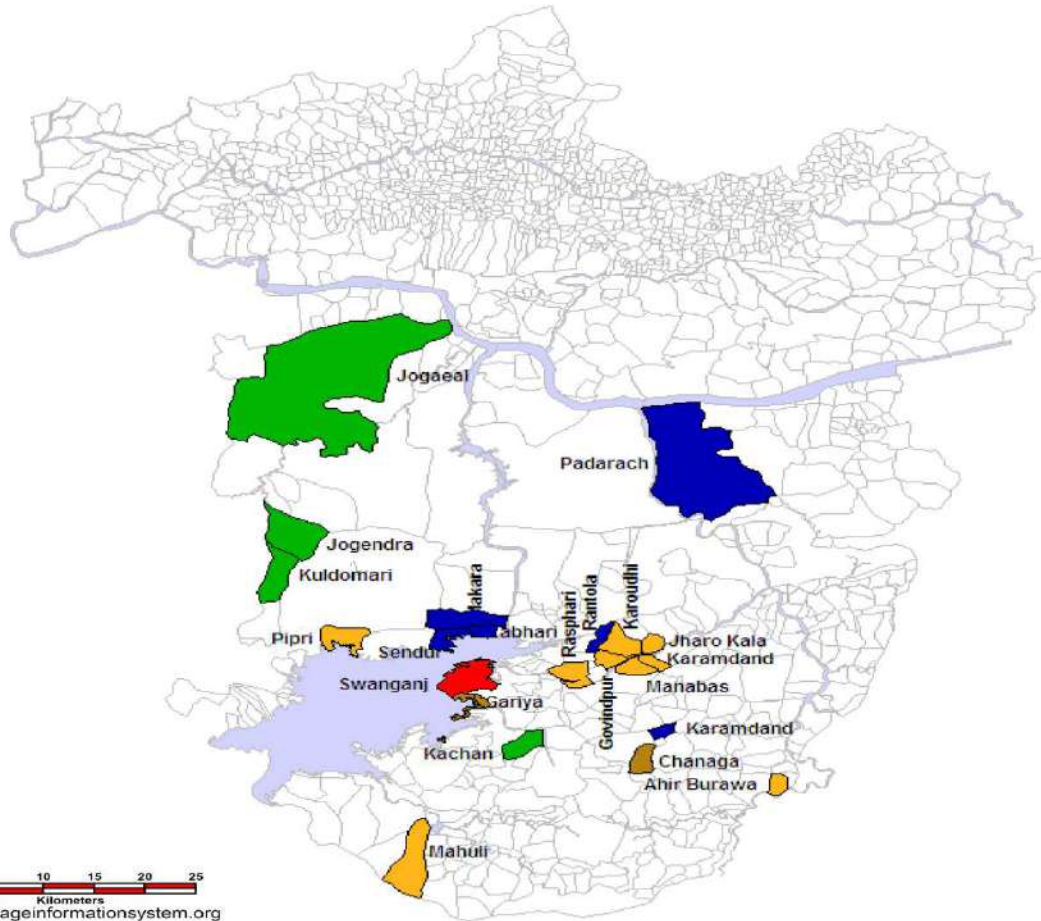 Jogaeal
Padarach
Jogendra
Kuldomari
Makara
Rasphari
Rantola
Karoudhi
Pipri
Sendur
abhari
Jharo Kala
Karamdand
Swanganj
Manabas
Gariya
Govindpur
Kachan
Karamdand
Chanaga
Ahir Burawa
Mahuli
10 15 20 25
Kilometers
ageinformationsystem.org